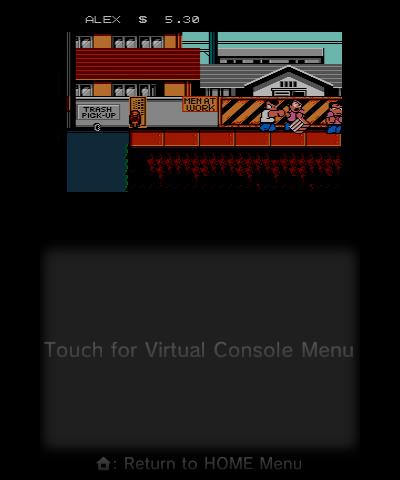 ALEX $ 5.30
TRASH
PICK-UP
MEN AT
WORK
Touch for Virtual Console Menu
: Return to HOME Menu